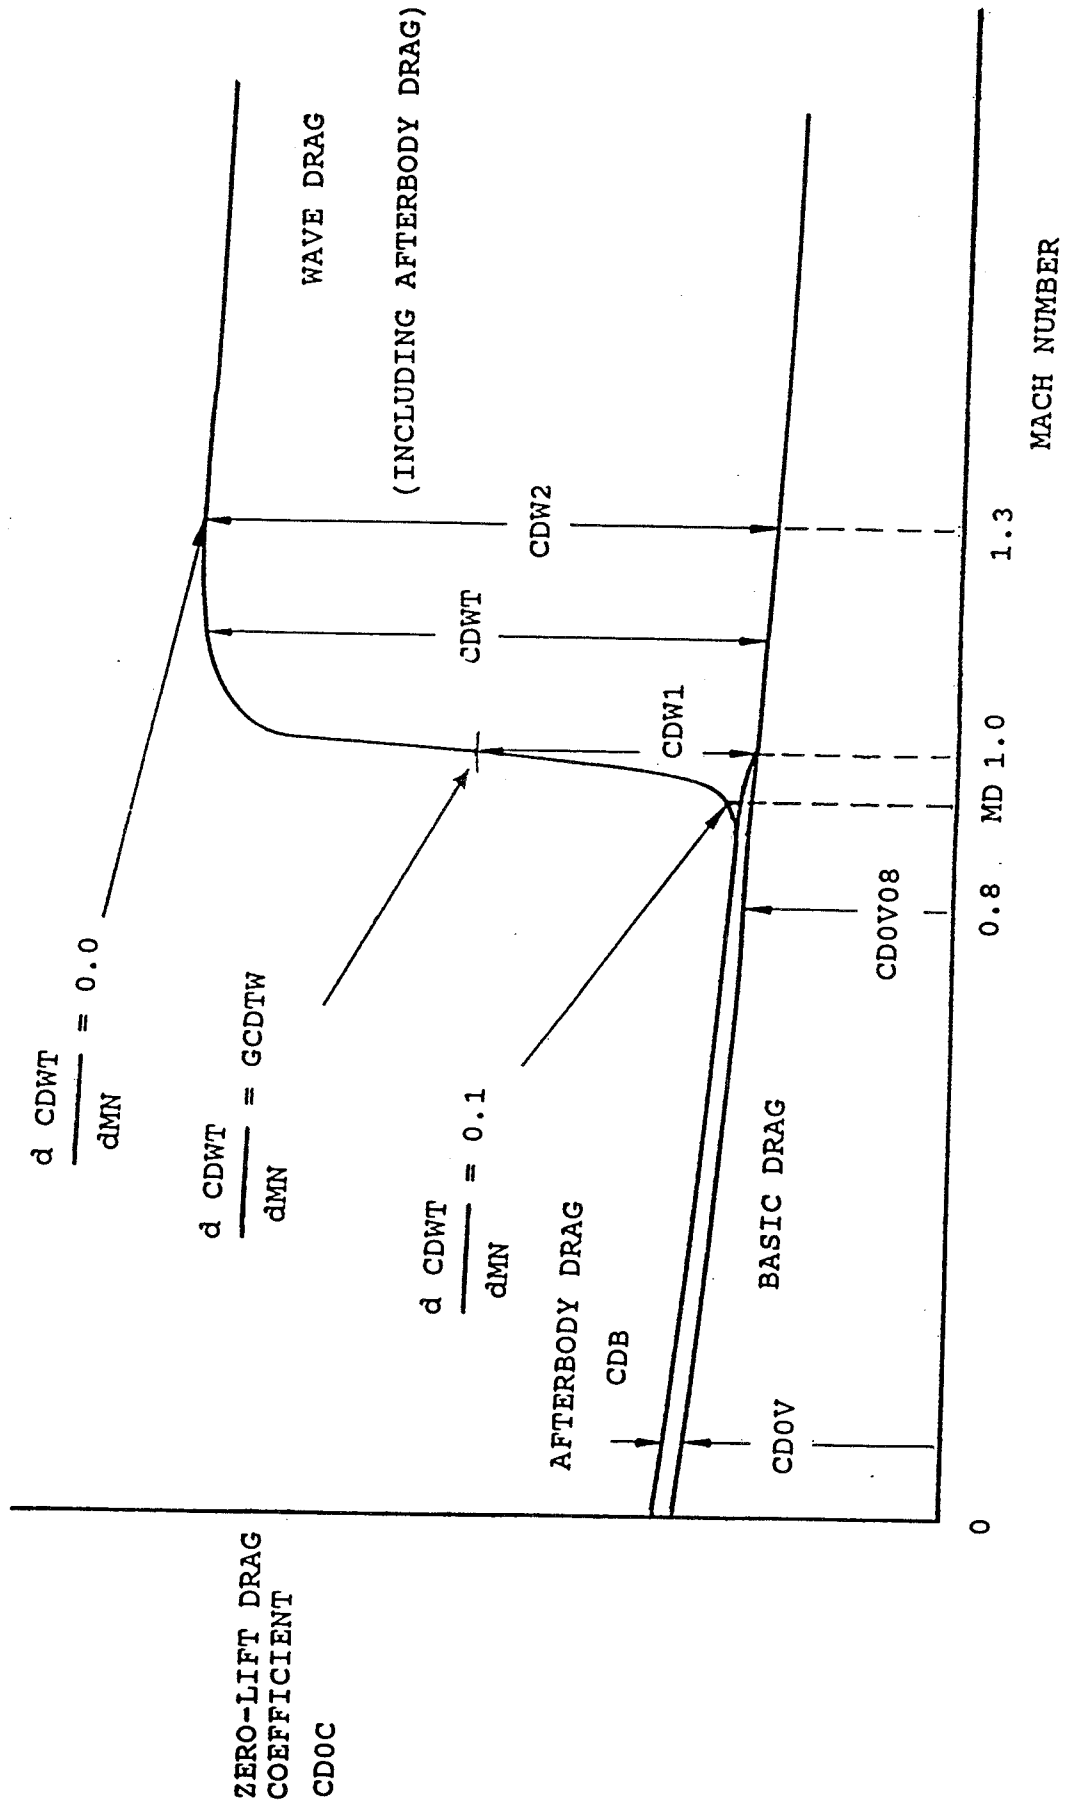 d CDWT
dMN
= 0.0
d CDWT
dMN
= GCDTW
d CDWT
dMN
= 0.1
ZERO-LIFT DRAG
COEFFICIENT
CD0C
WAVE DRAG
(INCLUDING AFTERBODY DRAG)
CDW2
CDWT
CDW1
AFTERBODY DRAG
CDB
CD0V
BASIC DRAG
CD0V08
0
0.8
MD
1.0
1.3
MACH NUMBER